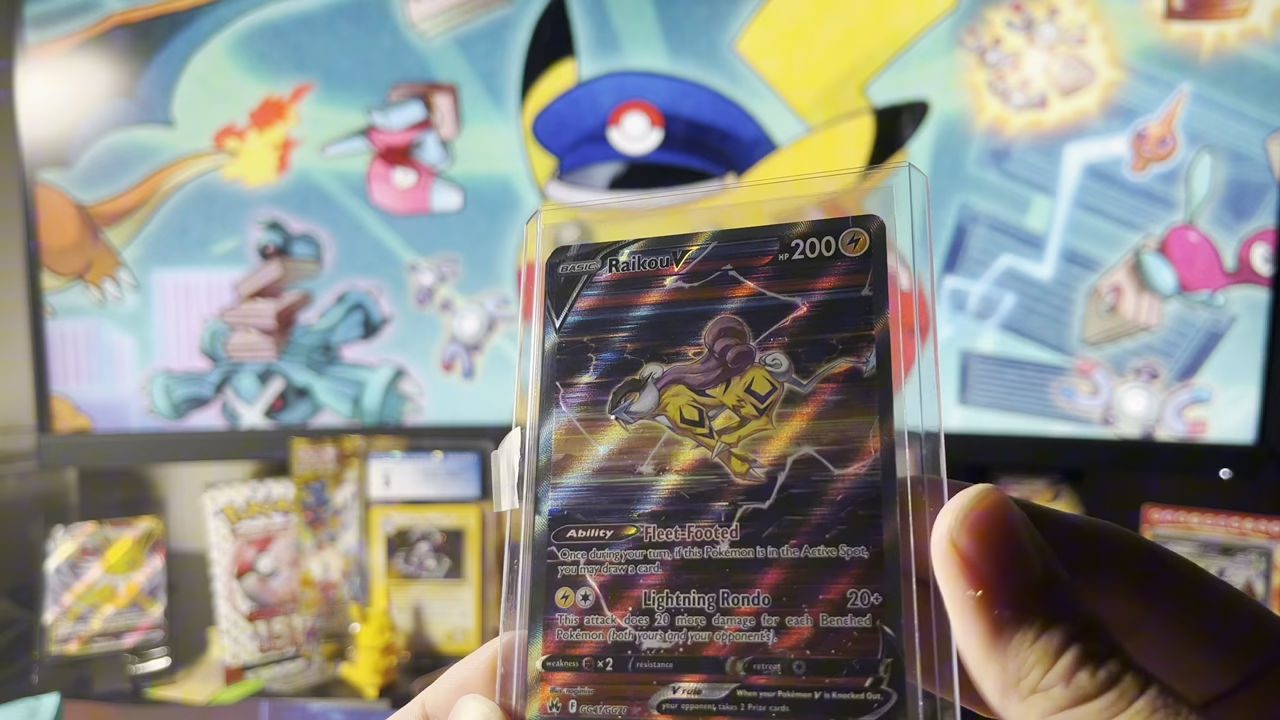 BASIC Raikou V HP 200
Ability Fleet-Footed
Once during your turn, if this Pokémon is in the Active Spot,
you may draw a card.
Lightning Rondo 20+
This attack does 20 more damage for each Benched
Pokémon (both yours and your opponent's).
weakness ×2 resistance retreat
V rule When your Pokémon V is Knocked Out,
your opponent takes 2 Prize cards.
F
Pokémon
151